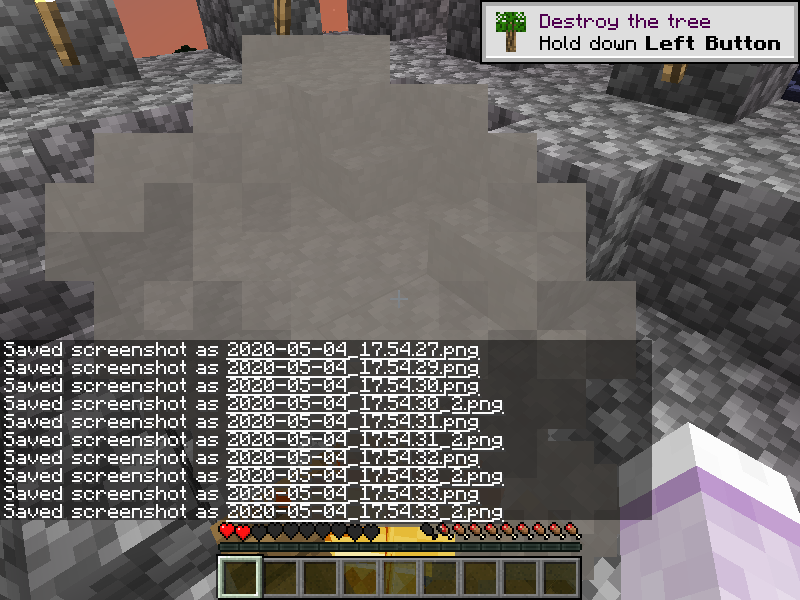 Destroy the tree
Hold down Left Button
Saved screenshot as 2020-05-04_17.54.27.png
Saved screenshot as 2020-05-04_17.54.29.png
Saved screenshot as 2020-05-04_17.54.30.png
Saved screenshot as 2020-05-04_17.54.30_2.png
Saved screenshot as 2020-05-04_17.54.31.png
Saved screenshot as 2020-05-04_17.54.31_2.png
Saved screenshot as 2020-05-04_17.54.32.png
Saved screenshot as 2020-05-04_17.54.32_2.png
Saved screenshot as 2020-05-04_17.54.33.png
Saved screenshot as 2020-05-04_17.54.33_2.png